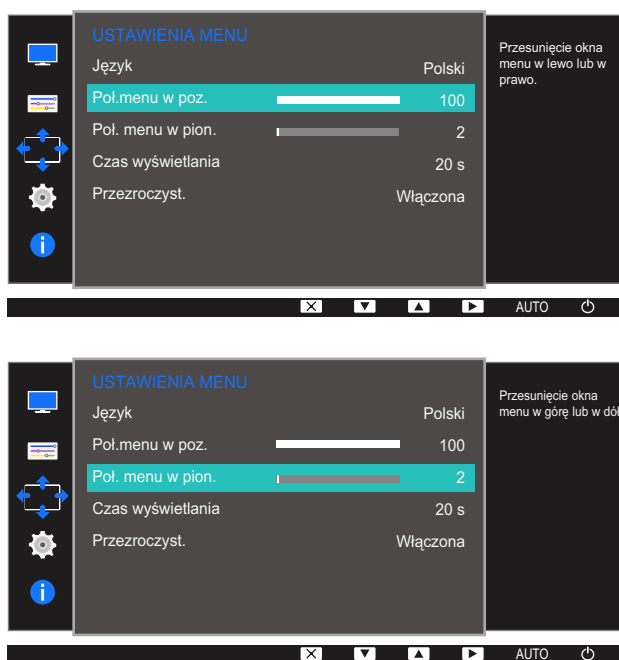 USTAWIENIA MENU
Język Polski
Poł.menu w poz. 100
Poł. menu w pion. 2
Czas wyświetlania 20 s
Przezroczyst. Włączona
Przesunięcie okna
menu w lewo lub w
prawo.
AUTO
USTAWIENIA MENU
Język Polski
Poł.menu w poz. 100
Poł. menu w pion. 2
Czas wyświetlania 20 s
Przezroczyst. Włączona
Przesunięcie okna
menu w górę lub w dół
AUTO